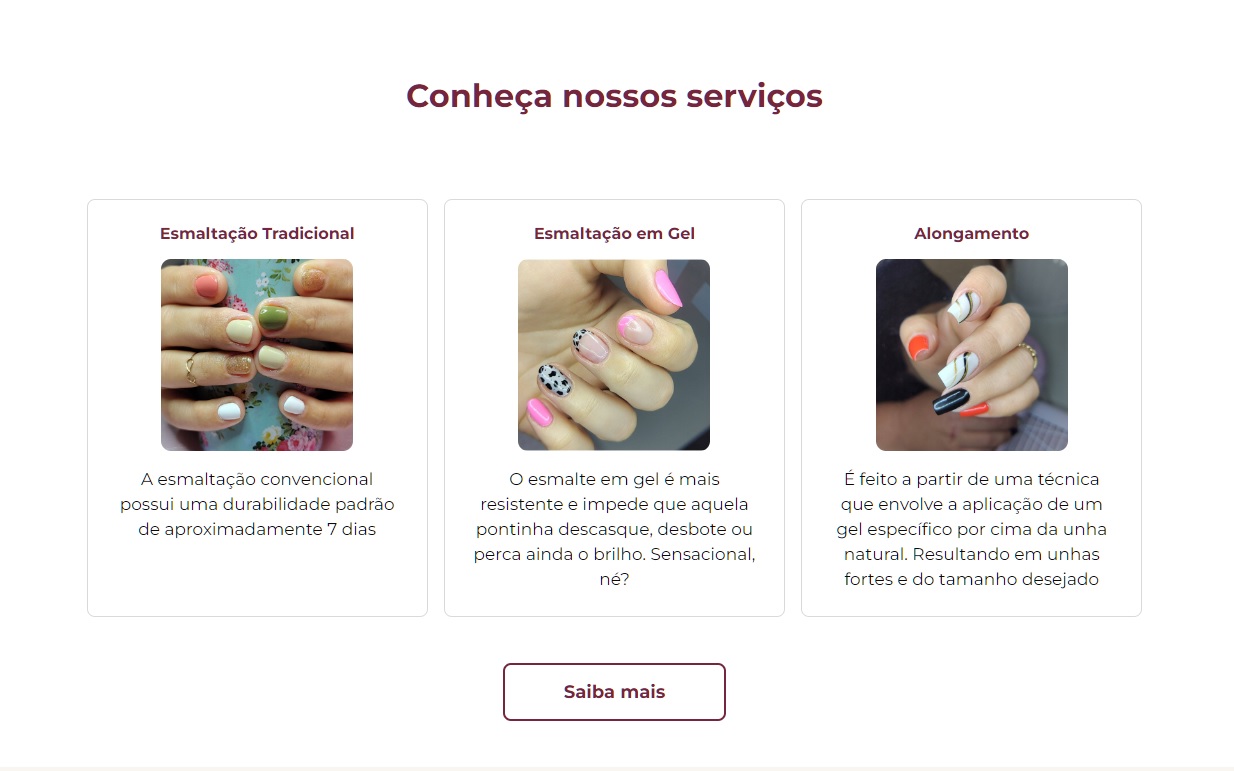 Conheça nossos serviços
Esmaltação Tradicional
A esmaltação convencional
possui uma durabilidade padrão
de aproximadamente 7 dias
Esmaltação em Gel
O esmalte em gel é mais
resistente e impede que aquela
pontinha descasque, desbote ou
perca ainda o brilho. Sensacional,
né?
Alongamento
É feito a partir de uma técnica
que envolve a aplicação de um
gel específico por cima da unha
natural. Resultando em unhas
fortes e do tamanho desejado
Saiba mais